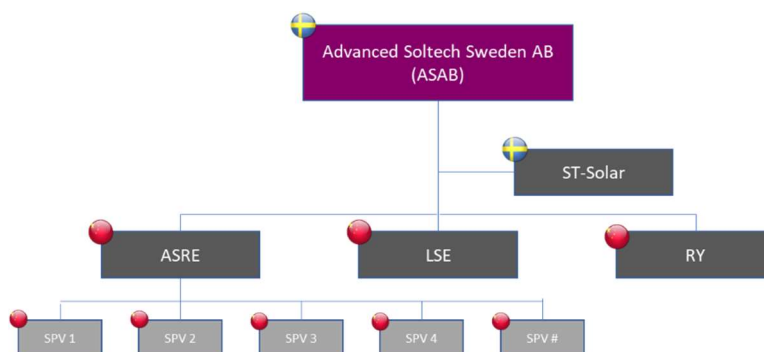 Advanced Soltech Sweden AB
(ASAB)
ST-Solar
ASRE
LSE
RY
SPV 1
SPV 2
SPV 3
SPV 4
SPV #